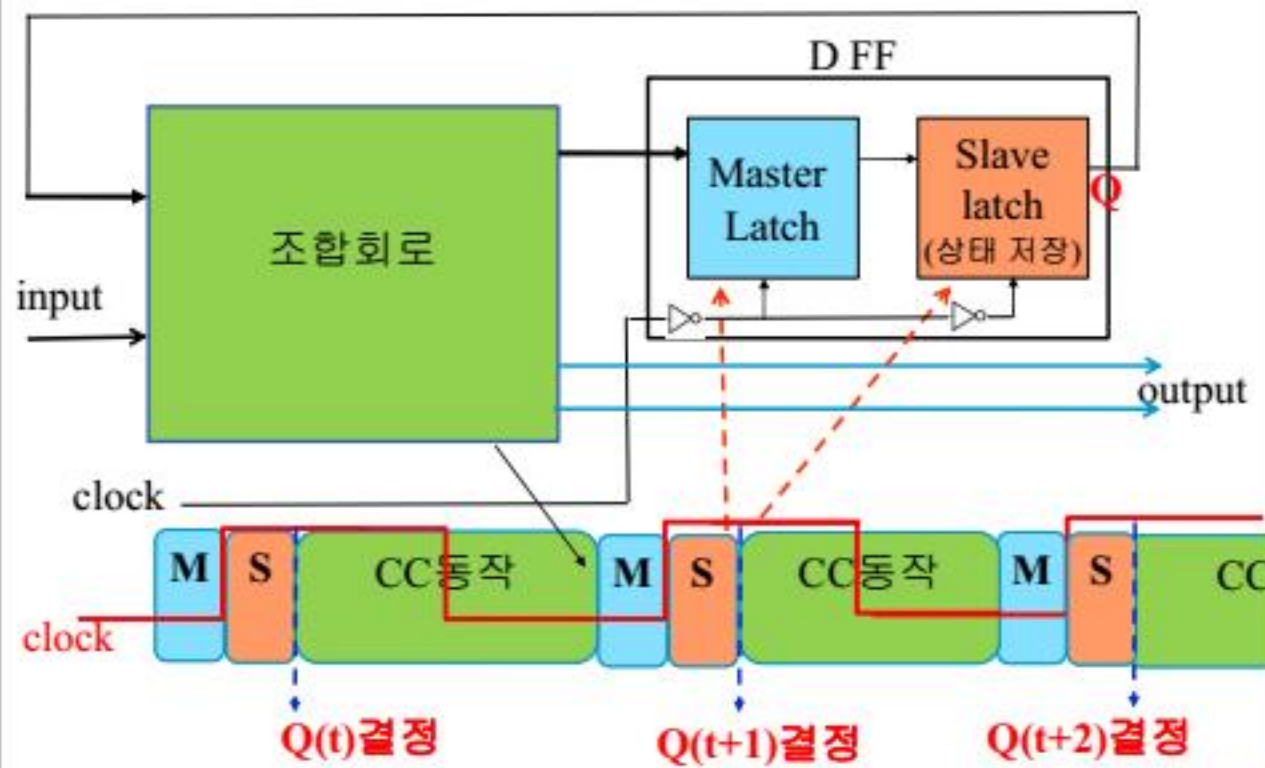 D FF
조합회로
Master
Latch
Slave
latch
(상태 저장)
Q
input
output
clock
M
S
CC동작
M
S
CC동작
M
S
CC
clock
Q(t)결정
Q(t+1)결정
Q(t+2)결정